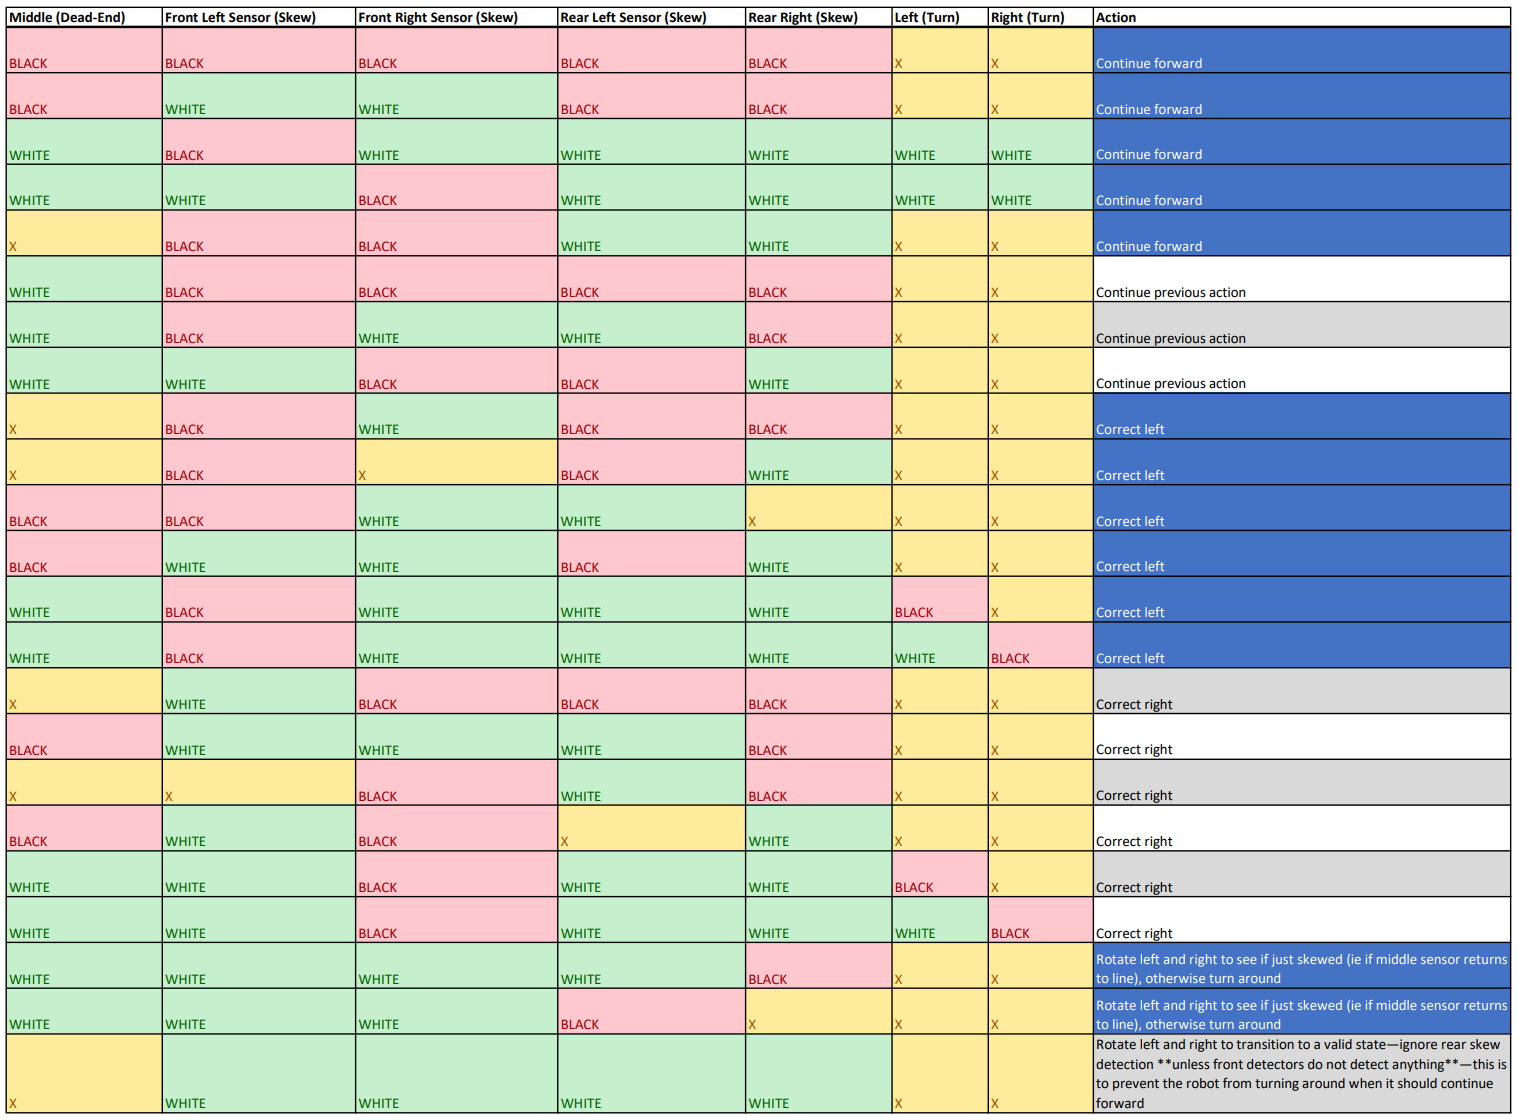 Middle (Dead-End) Front Left Sensor (Skew) Front Right Sensor (Skew) Rear Left Sensor (Skew) Rear Right (Skew) Left (Turn) Right (Turn) Action
BLACK BLACK BLACK BLACK BLACK X X Continue forward
BLACK WHITE WHITE BLACK BLACK X X Continue forward
WHITE BLACK WHITE WHITE WHITE WHITE WHITE Continue forward
WHITE WHITE BLACK WHITE WHITE WHITE WHITE Continue forward
X BLACK BLACK WHITE WHITE X X Continue forward
WHITE BLACK BLACK BLACK BLACK X X Continue previous action
WHITE BLACK WHITE WHITE BLACK X X Continue previous action
WHITE WHITE BLACK BLACK WHITE X X Continue previous action
X BLACK WHITE BLACK BLACK X X Correct left
X BLACK X BLACK WHITE X X Correct left
BLACK BLACK WHITE WHITE X X X Correct left
BLACK WHITE WHITE BLACK WHITE X X Correct left
WHITE BLACK WHITE WHITE WHITE BLACK X Correct left
WHITE BLACK WHITE WHITE WHITE WHITE BLACK Correct left
X WHITE BLACK BLACK BLACK X X Correct right
BLACK WHITE WHITE WHITE BLACK X X Correct right
X X BLACK WHITE BLACK X X Correct right
BLACK WHITE BLACK X WHITE X X Correct right
WHITE WHITE BLACK WHITE WHITE BLACK X Correct right
WHITE WHITE BLACK WHITE WHITE WHITE BLACK Correct right
WHITE WHITE WHITE WHITE BLACK X X Rotate left and right to see if just skewed (ie if middle sensor returns
to line), otherwise turn around
WHITE WHITE WHITE BLACK X X X Rotate left and right to see if just skewed (ie if middle sensor returns
to line), otherwise turn around
X WHITE WHITE WHITE WHITE X X Rotate left and right to transition to a valid state—ignore rear skew
detection **unless front detectors do not detect anything**—this is
to prevent the robot from turning around when it should continue
forward